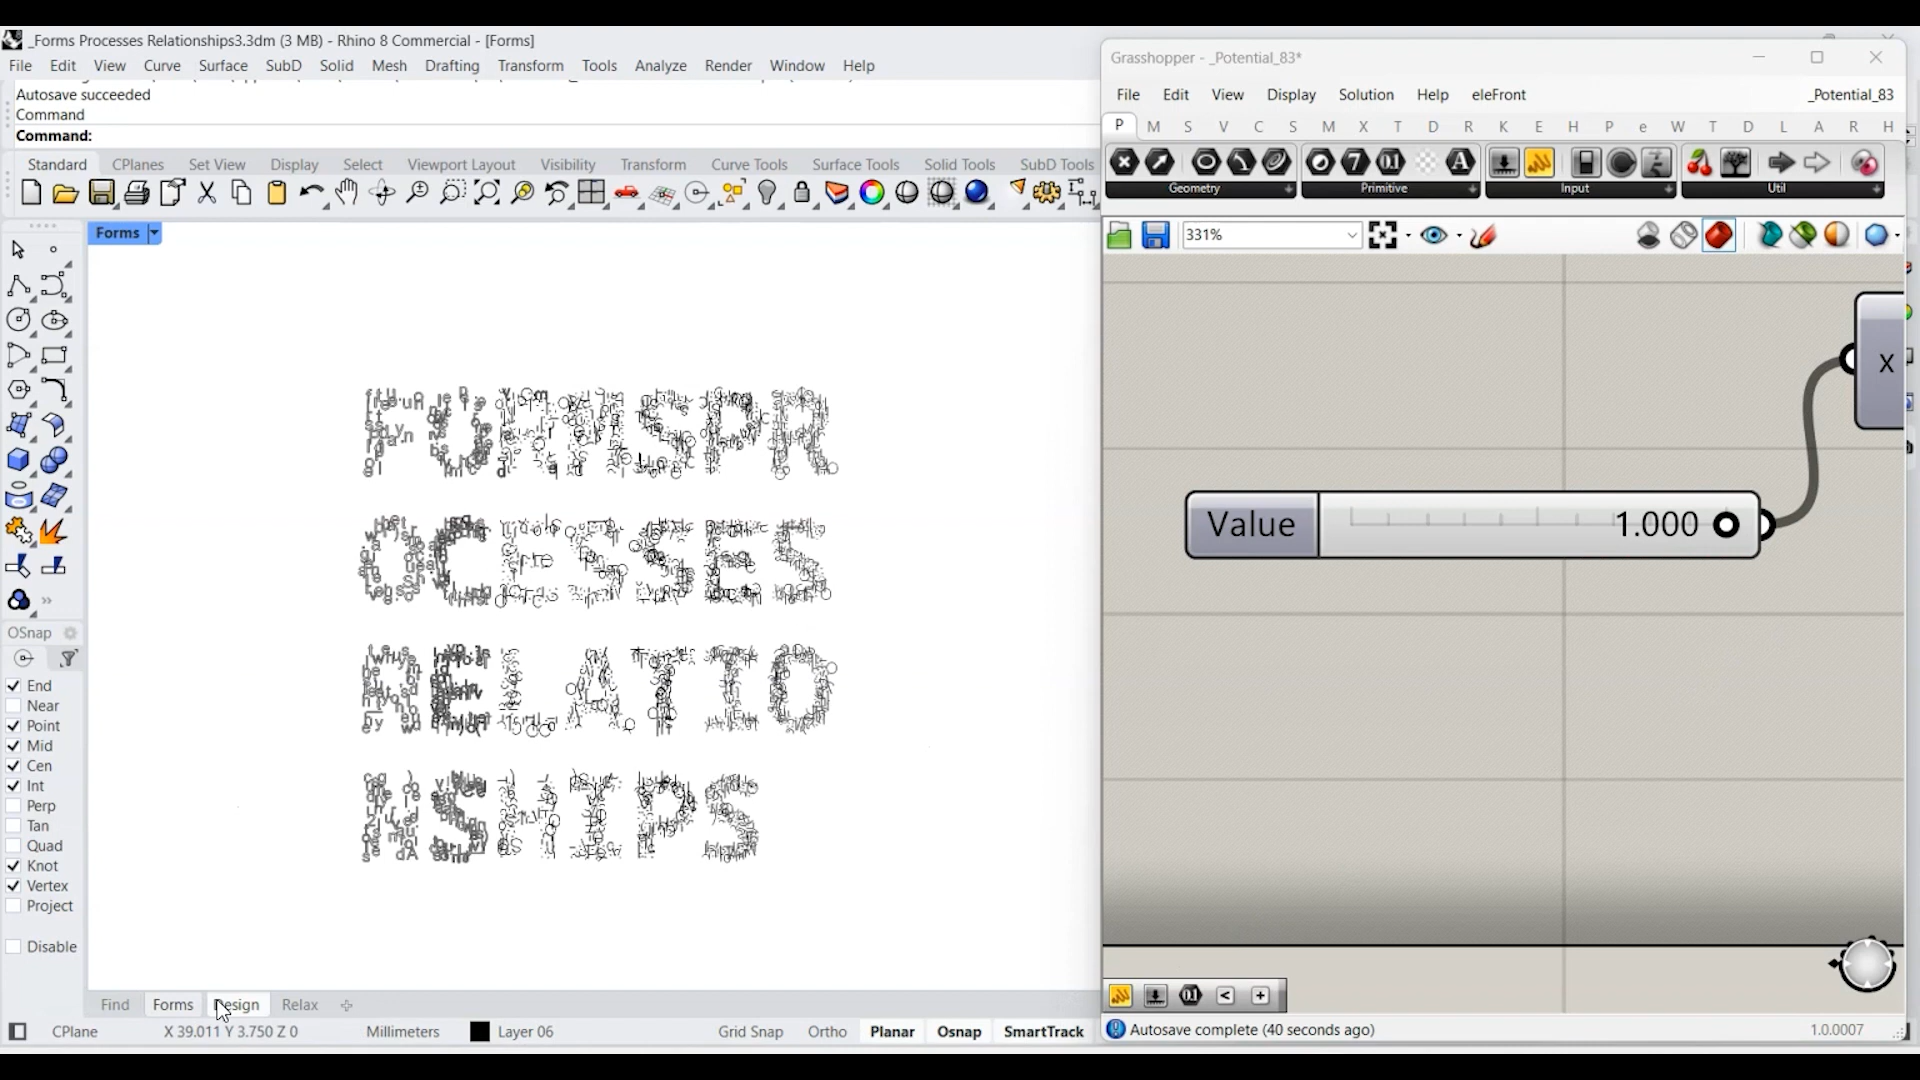 _Forms Processes Relationships3.3dm (3 MB) - Rhino 8 Commercial - [Forms]
File Edit View Curve Surface SubD Solid Mesh Drafting Transform Tools Analyze Render Window Help
Autosave succeeded
Command
Command:
Standard CPlanes Set View Display Select Viewport Layout Visibility Transform Curve Tools Surface Tools Solid Tools SubD Tools
Forms
FORMSPR
OCESSES
RELATIO
NSHIPS
OSnap
End
Near
Point
Mid
Cen
Int
Perp
Tan
Quad
Knot
Vertex
Project
Disable
Find Forms Design Relax
CPlane X 39.011 Y 3.750 Z 0 Millimeters Layer 06 Grid Snap Ortho Planar Osnap SmartTrack
Grasshopper - _Potential_83*
File Edit View Display Solution Help eleFront _Potential_83
P M S V C S M X T D R K E H P e W T D L A R H
Geometry Primitive Input Util
331%
X
Value 1.000
Autosave complete (40 seconds ago) 1.0.0007